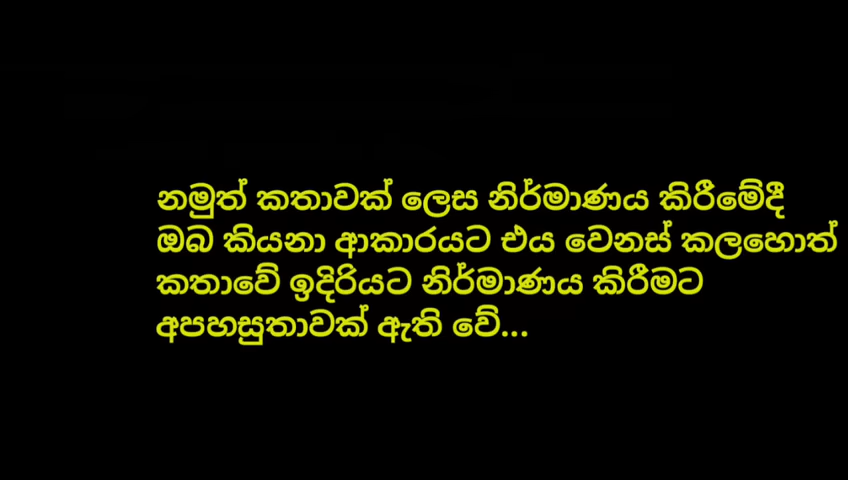 නමුත් කතාවක් ලෙස නිර්මාණය කිරීමේදී
ඔබ කියනා ආකාරයට එය වෙනස් කලහොත්
කතාවේ ඉදිරියට නිර්මාණය කිරීමට
අපහසුතාවක් ඇති වේ...